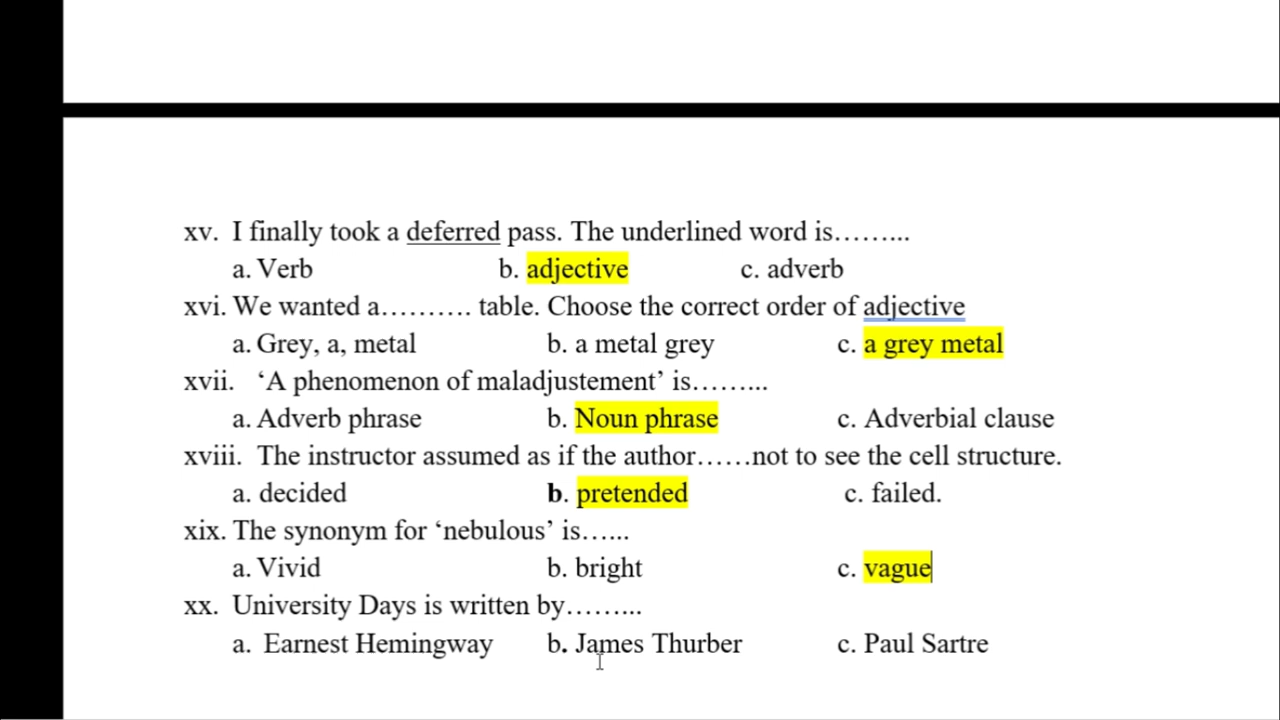 xv. I finally took a deferred pass. The underlined word is………
a. Verb b. adjective c. adverb
xvi. We wanted a………. table. Choose the correct order of adjective
a. Grey, a, metal b. a metal grey c. a grey metal
xvii. ‘A phenomenon of maladjustement’ is……...
a. Adverb phrase b. Noun phrase c. Adverbial clause
xviii. The instructor assumed as if the author……not to see the cell structure.
a. decided b. pretended c. failed.
xix. The synonym for ‘nebulous’ is…...
a. Vivid b. bright c. vague
xx. University Days is written by……...
a. Earnest Hemingway b. James Thurber c. Paul Sartre